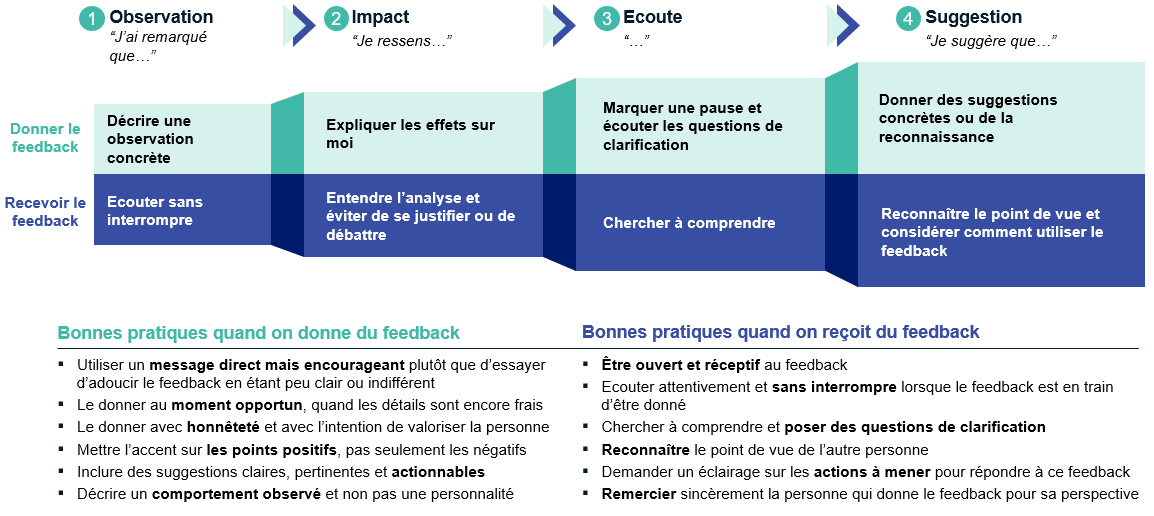 1 Observation
“J’ai remarqué
que…”
2 Impact
“Je ressens…”
3 Ecoute
“…”
4 Suggestion
“Je suggère que…”
Donner le
feedback
Décrire une
observation
concrète
Expliquer les effets sur
moi
Marquer une pause et
écouter les questions de
clarification
Donner des suggestions
concrètes ou de la
reconnaissance
Recevoir le
feedback
Ecouter sans
interrompre
Entendre l’analyse et
éviter de se justifier ou de
débattre
Chercher à comprendre
Reconnaître le point de vue et
considérer comment utiliser le
feedback
Bonnes pratiques quand on donne du feedback
▪ Utiliser un message direct mais encourageant plutôt que d’essayer
d’adoucir le feedback en étant peu clair ou indifférent
▪ Le donner au moment opportun, quand les détails sont encore frais
▪ Le donner avec honnêteté et avec l’intention de valoriser la personne
▪ Mettre l’accent sur les points positifs, pas seulement les négatifs
▪ Inclure des suggestions claires, pertinentes et actionnables
▪ Décrire un comportement observé et non pas une personnalité
Bonnes pratiques quand on reçoit du feedback
▪ Être ouvert et réceptif au feedback
▪ Ecouter attentivement et sans interrompre lorsque le feedback est en train
d’être donné
▪ Chercher à comprendre et poser des questions de clarification
▪ Reconnaître le point de vue de l’autre personne
▪ Demander un éclairage sur les actions à mener pour répondre à ce feedback
▪ Remercier sincèrement la personne qui donne le feedback pour sa perspective